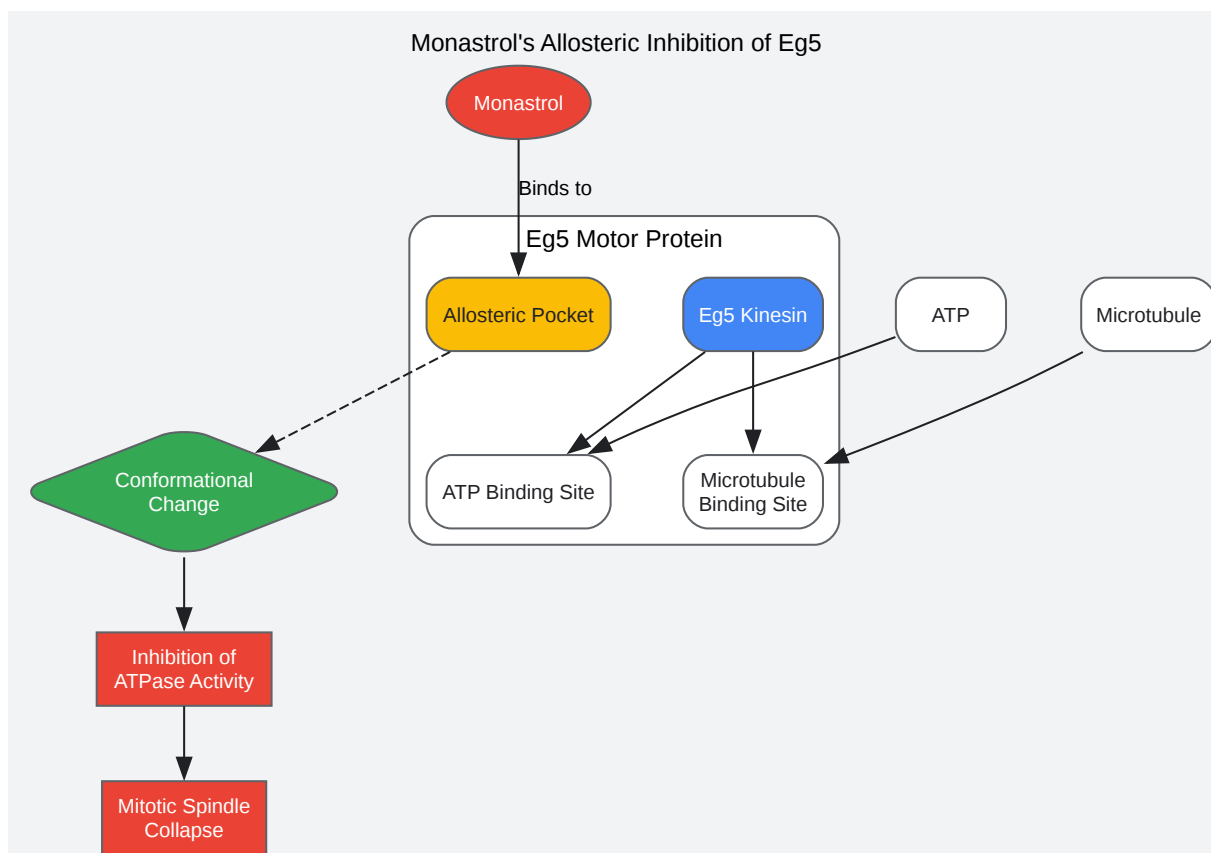 Monastrol's Allosteric Inhibition of Eg5
Monastrol
Binds to
Eg5 Motor Protein
Allosteric Pocket
Eg5 Kinesin
ATP
Microtubule
Conformational
Change
ATP Binding Site
Microtubule
Binding Site
Inhibition of
ATPase Activity
Mitotic Spindle
Collapse